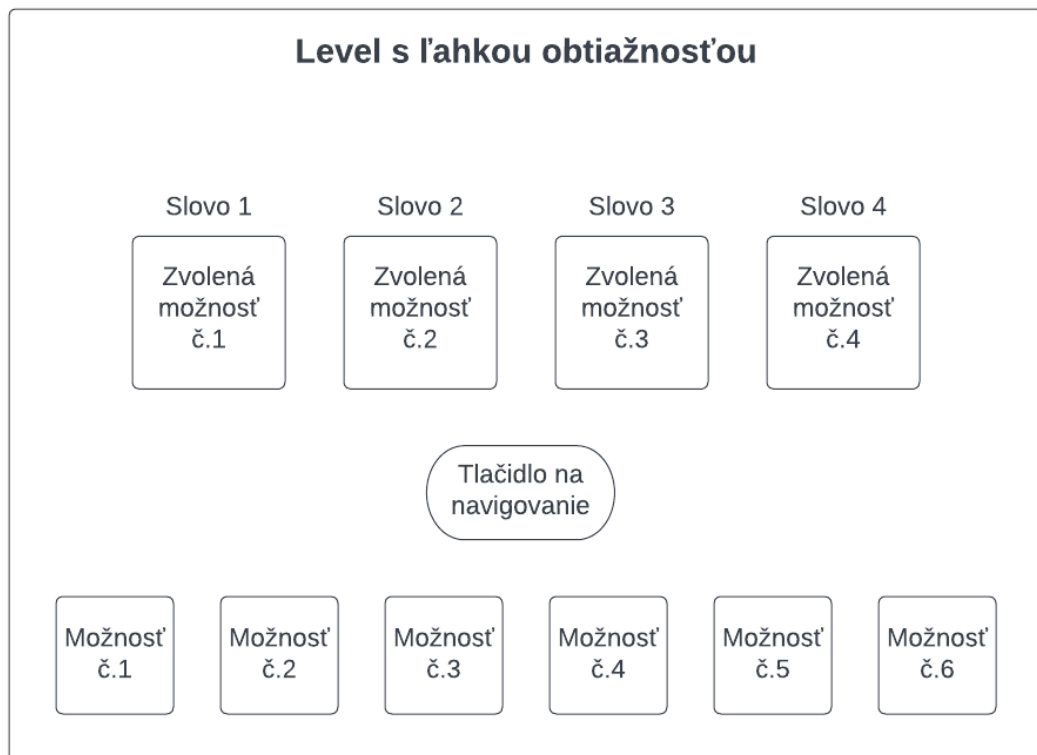 Level s ľahkou obtiažnosťou
Slovo 1
Slovo 2
Slovo 3
Slovo 4
Zvolená
možnosť
č.1
Zvolená
možnosť
č.2
Zvolená
možnosť
č.3
Zvolená
možnosť
č.4
Tlačidlo na
navigovanie
Možnosť
č.1
Možnosť
č.2
Možnosť
č.3
Možnosť
č.4
Možnosť
č.5
Možnosť
č.6